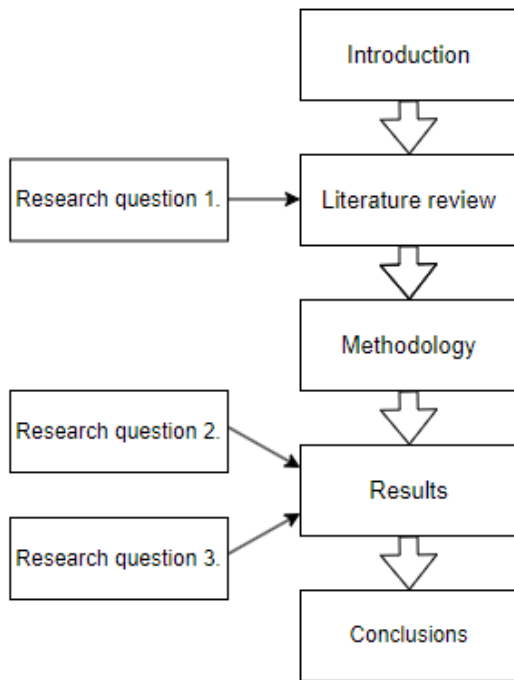 Introduction
Research question 1.
Literature review
Methodology
Research question 2.
Results
Research question 3.
Conclusions